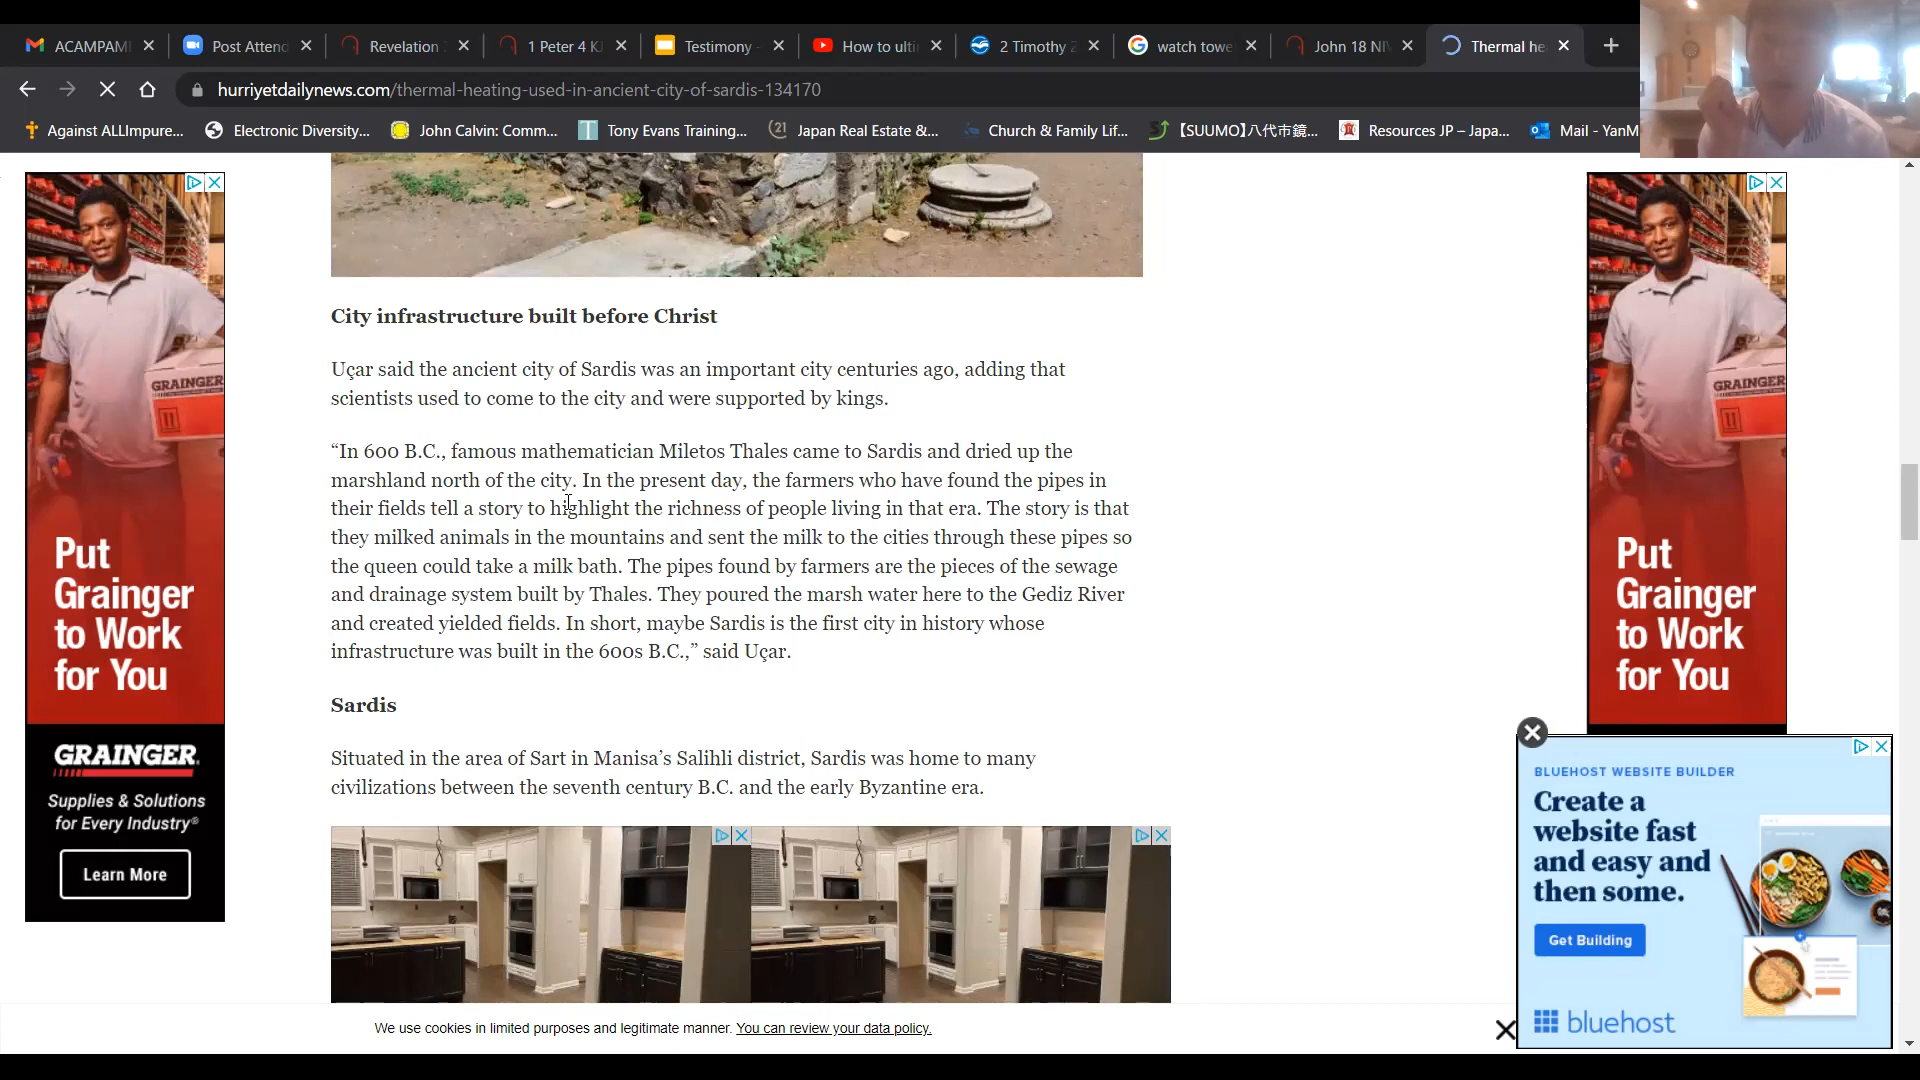 ACAMPAM
Post Attend
Revelation
1 Peter 4 KJ
Testimony -
How to ulti
2 Timothy 2
watch towe
John 18 NIV
Thermal he
hurriyetdailynews.com/thermal-heating-used-in-ancient-city-of-sardis-134170
Against ALLImpure...
Electronic Diversity...
John Calvin: Comm...
Tony Evans Training...
Japan Real Estate &...
Church & Family Lif...
【SUUMO】八代市鏡...
Resources JP – Japa...
Mail - YanM
City infrastructure built before Christ
Uçar said the ancient city of Sardis was an important city centuries ago, adding that
scientists used to come to the city and were supported by kings.
“In 600 B.C., famous mathematician Miletos Thales came to Sardis and dried up the
marshland north of the city. In the present day, the farmers who have found the pipes in
their fields tell a story to highlight the richness of people living in that era. The story is that
they milked animals in the mountains and sent the milk to the cities through these pipes so
the queen could take a milk bath. The pipes found by farmers are the pieces of the sewage
and drainage system built by Thales. They poured the marsh water here to the Gediz River
and created yielded fields. In short, maybe Sardis is the first city in history whose
infrastructure was built in the 600s B.C.,” said Uçar.
Sardis
Situated in the area of Sart in Manisa’s Salihli district, Sardis was home to many
civilizations between the seventh century B.C. and the early Byzantine era.
We use cookies in limited purposes and legitimate manner. You can review your data policy.
GRAINGER
Put
Grainger
to Work
for You
GRAINGER
Supplies & Solutions
for Every Industry®
Learn More
GRAINGER
Put
Grainger
to Work
for You
BLUEHOST WEBSITE BUILDER
Create a
website fast
and easy and
then some.
Get Building
bluehost